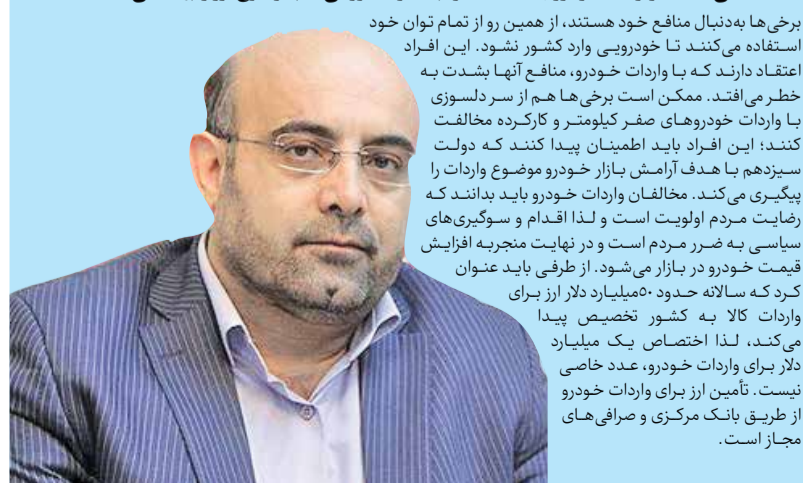 برخی‌ها به‌دنبال منافع خود هستند، از همین رو از تمام توان خود
استفاده می‌کنند تا خودرویی وارد کشور نشود. این افراد
اعتقاد دارند که با واردات خودرو، منافع آنها بشدت به
خطر می‌افتد. ممکن است برخی‌ها هم از سر دلسوزی
با واردات خودروهای صفر کیلومتر و کارکرده مخالفت
کنند؛ این افراد باید اطمینان پیدا کنند که دولت
سیزدهم با هدف آرامش بازار خودرو موضوع واردات را
پیگیری می‌کند. مخالفان واردات خودرو باید بدانند که
رضایت مردم اولویت است و لذا اقدام و سوگیری‌های
سیاسی به ضرر مردم است و در نهایت منجربه افزایش
قیمت خودرو در بازار می‌شود. از طرفی باید عنوان
کرد که سالانه حدود ۵۰میلیارد دلار ارز برای
واردات کالا به کشور تخصیص پیدا
می‌کند، لذا اختصاص یک میلیارد
دلار برای واردات خودرو، عدد خاصی
نیست. تأمین ارز برای واردات خودرو
از طریق بانک مرکزی و صرافی‌های
مجاز است.